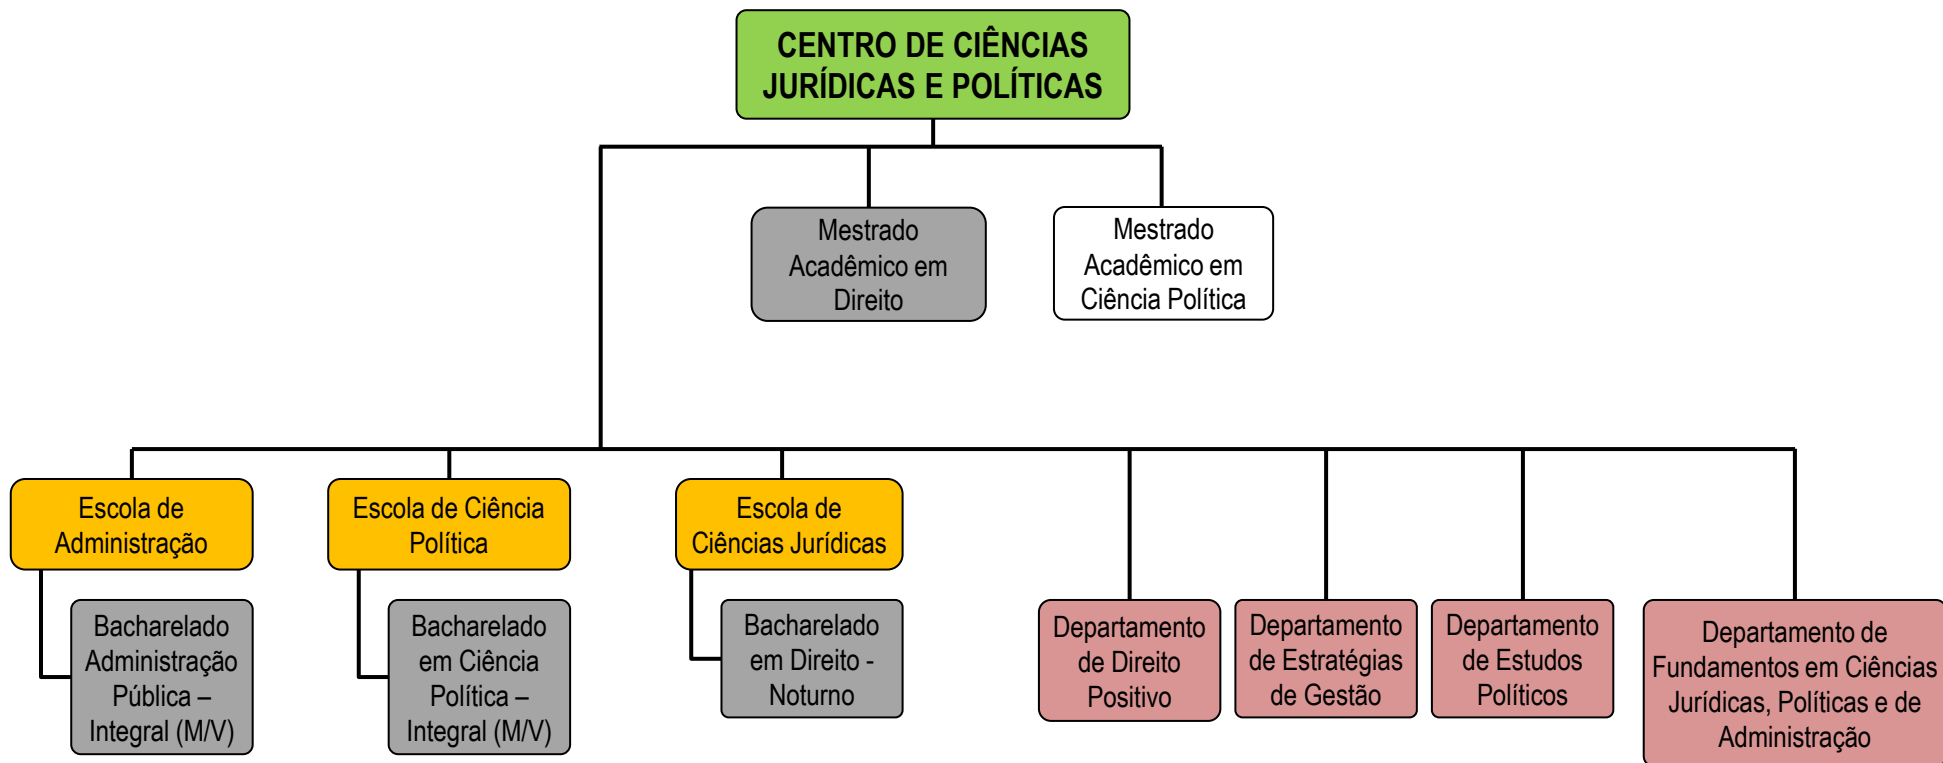 CENTRO DE CIÊNCIAS
JURÍDICAS E POLÍTICAS
Mestrado
Acadêmico em
Direito
Mestrado
Acadêmico em
Ciência Política
Escola de
Administração
Escola de Ciência
Política
Escola de
Ciências Jurídicas
Bacharelado
Administração
Pública –
Integral (M/V)
Bacharelado
em Ciência
Política –
Integral (M/V)
Bacharelado
em Direito -
Noturno
Departamento
de Direito
Positivo
Departamento
de Estratégias
de Gestão
Departamento
de Estudos
Políticos
Departamento de
Fundamentos em Ciências
Jurídicas, Políticas e de
Administração